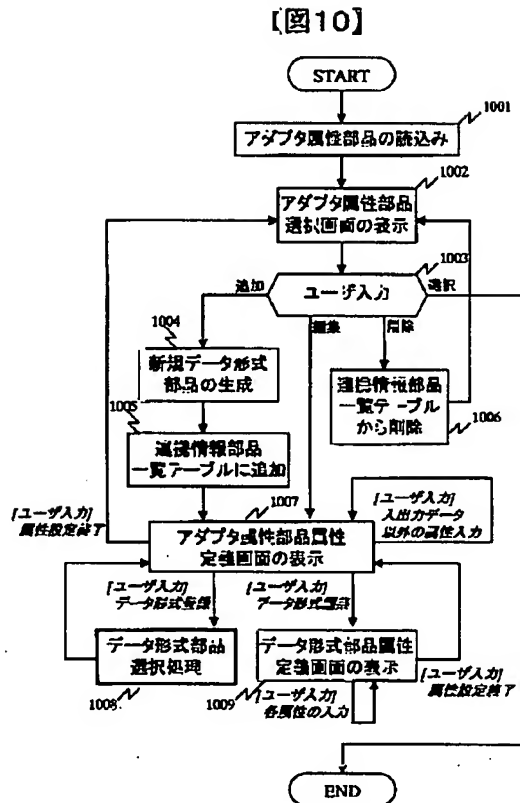 【図10】
START
1001
アダプタ属性部品の読込み
1002
アダプタ属性部品
選択画面の表示
1003
ユーザ入力
追加
編集
削除
選択
1004
新規データ形式
部品の生成
1005
連携情報部品
一覧テーブルに追加
連携情報部品
一覧テーブル
から削除
1006
1007
[ユーザ入力]
属性設定終了
アダプタ属性部品属性
定義画面の表示
[ユーザ入力]
入出力データ
以外の属性入力
[ユーザ入力]
データ形式登録
[ユーザ入力]
データ形式
データ形式部品
選択処理
1008
データ形式部品属性
定義画面の表示
1009
[ユーザ入力]
各属性の入力
[ユーザ入力]
属性設定終了
END